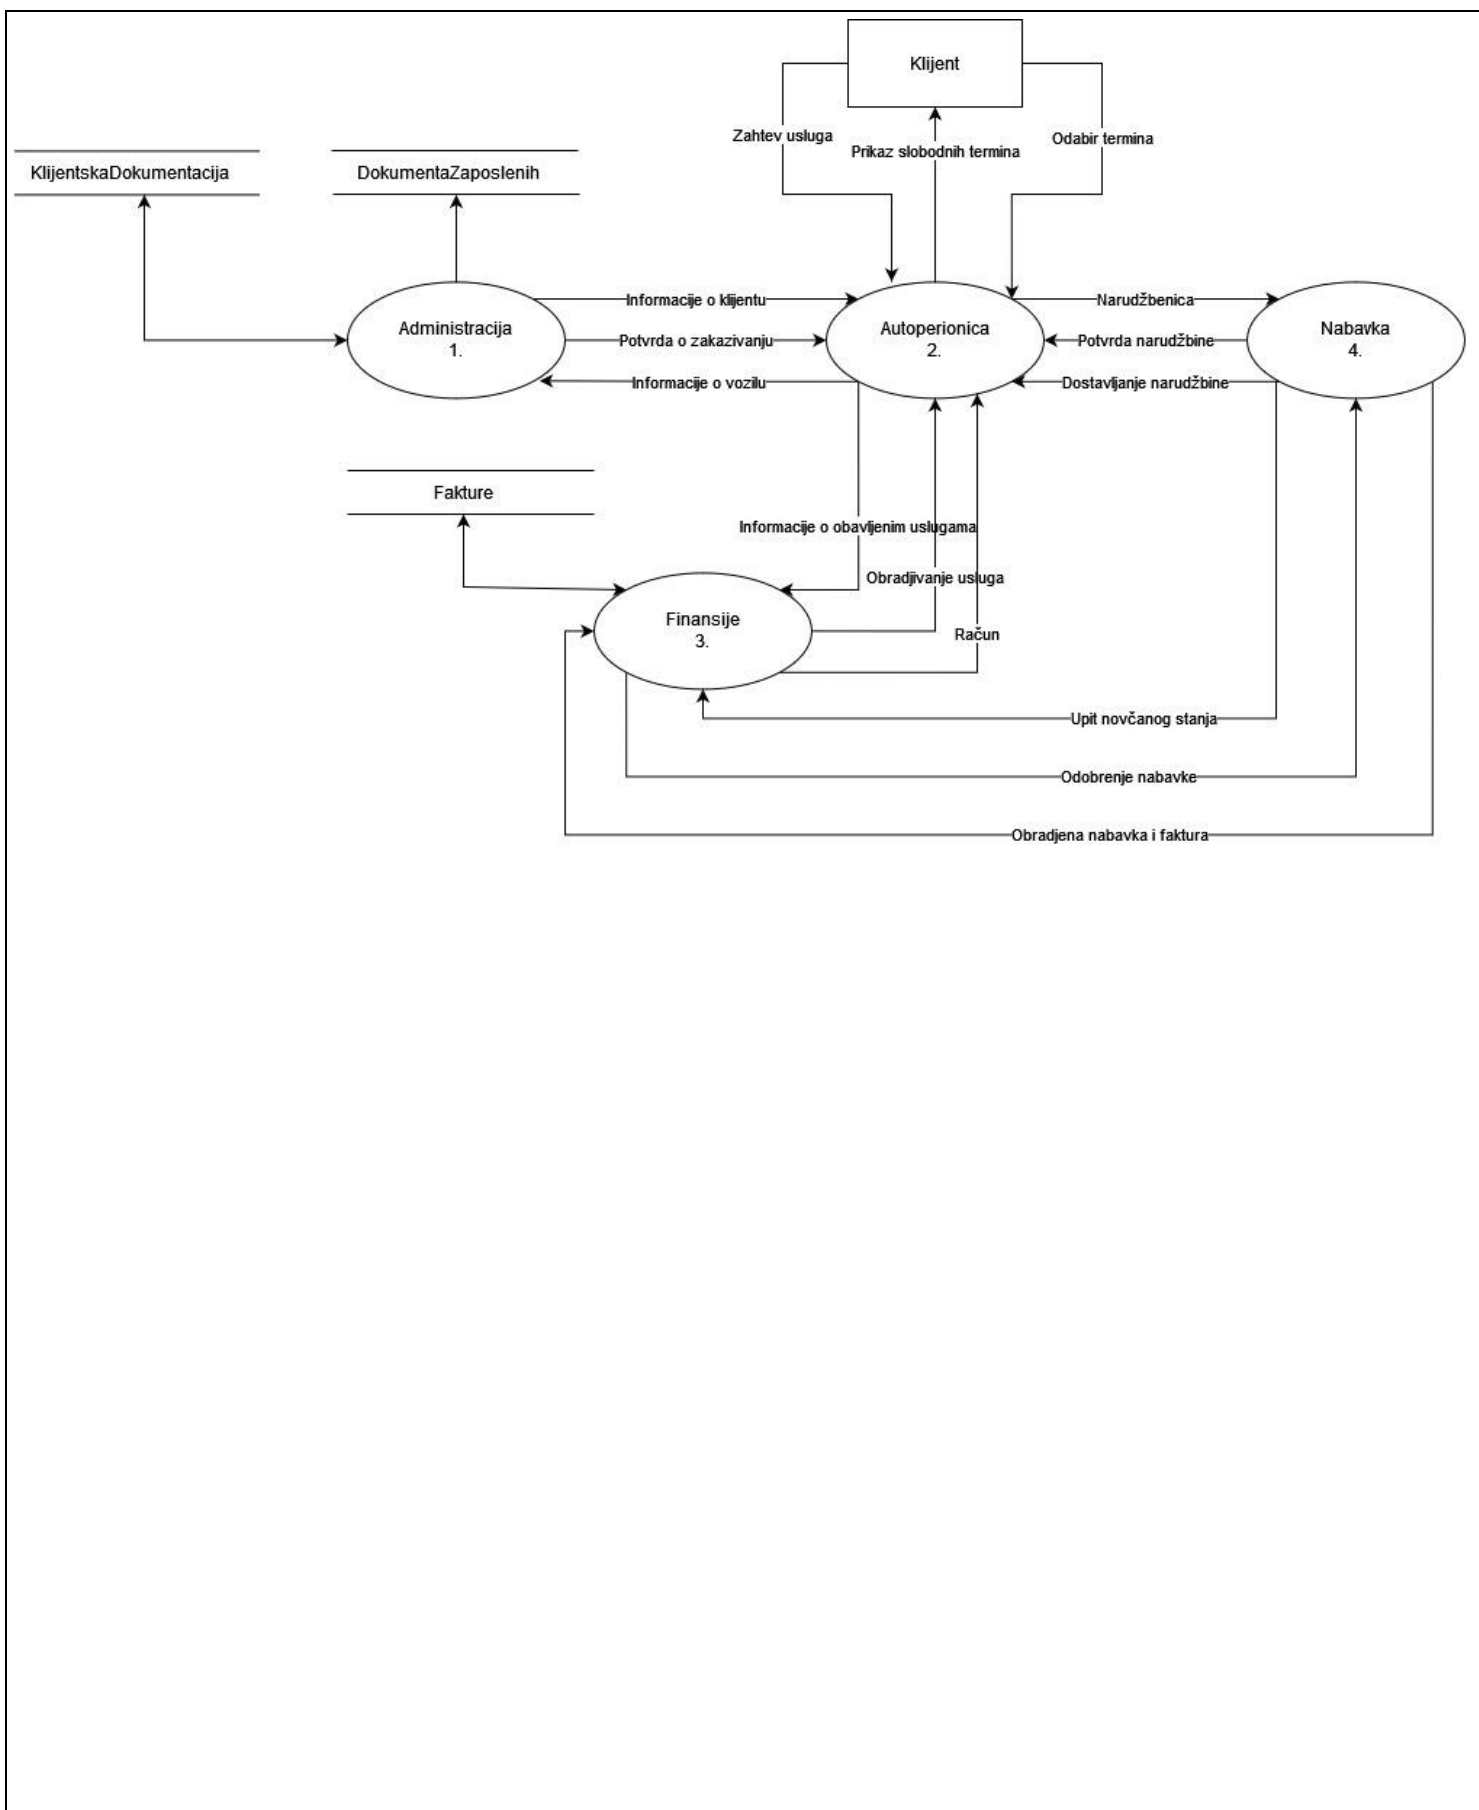 Klijent
Zahtev usluga
Prikaz slobodnih termina
Odabir termina
KlijentskaDokumentacija
DokumentaZaposlenih
Administracija
1.
Informacije o klijentu
Potvrda o zakazivanju
Informacije o vozilu
Autoperionica
2.
Narudžbenica
Potvrda narudžbine
Dostavljanje narudžbine
Nabavka
4.
Fakture
Informacije o obavljenim uslugama
Obradjivanje usluga
Finansije
3.
Račun
Upit novčanog stanja
Odobrenje nabavke
Obradjena nabavka i faktura